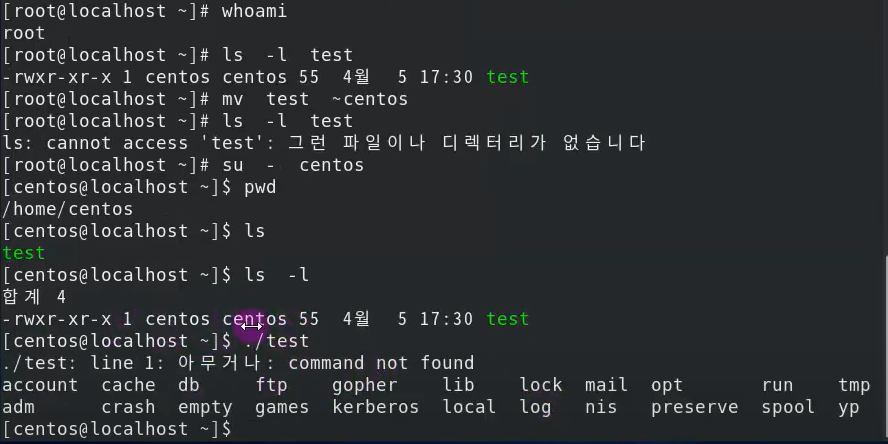 [root@localhost ~]# whoami
root
[root@localhost ~]# ls  -l  test
-rwxr-xr-x 1 centos centos 55  4월  5 17:30 test
[root@localhost ~]# mv  test  ~centos
[root@localhost ~]# ls  -l  test
ls: cannot access 'test': 그런 파일이나 디렉터리가 없습니다
[root@localhost ~]# su  -  centos
[centos@localhost ~]$ pwd
/home/centos
[centos@localhost ~]$ ls
test
[centos@localhost ~]$ ls  -l
합계 4
-rwxr-xr-x 1 centos centos 55  4월  5 17:30 test
[centos@localhost ~]$ ./test
./test: line 1: 아무거나: command not found
account  cache  db     ftp    gopher    lib    lock  mail  opt       run    tmp
adm      crash  empty  games  kerberos  local  log   nis   preserve  spool  yp
[centos@localhost ~]$